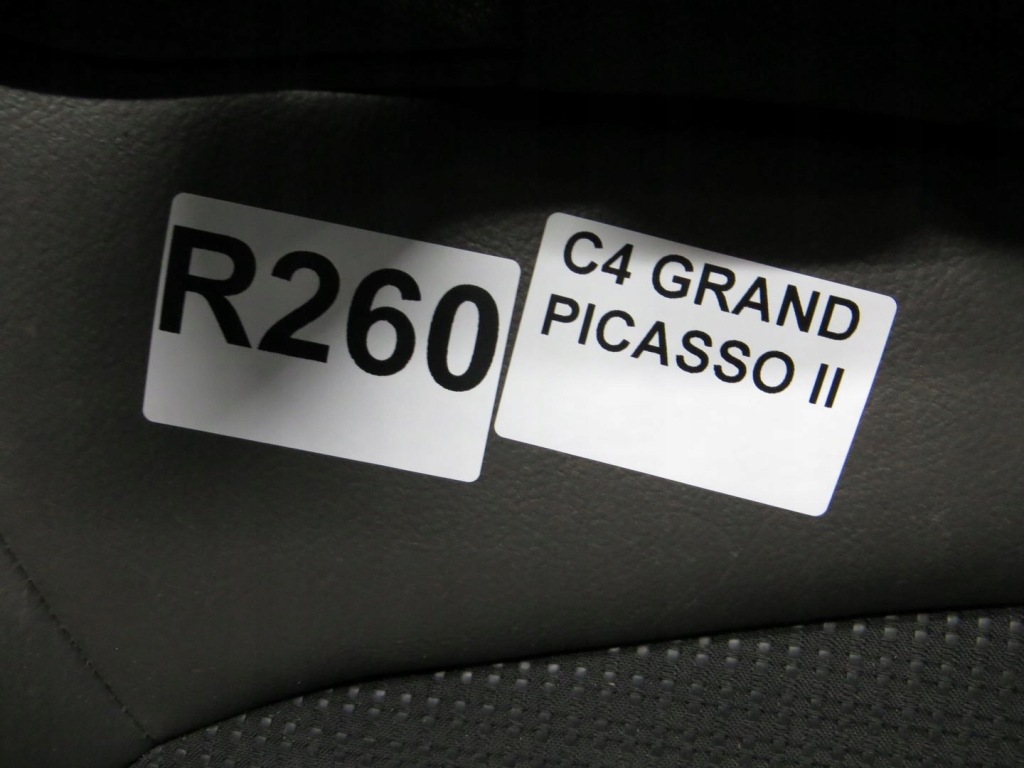 R260
C4 GRAND
PICASSO II